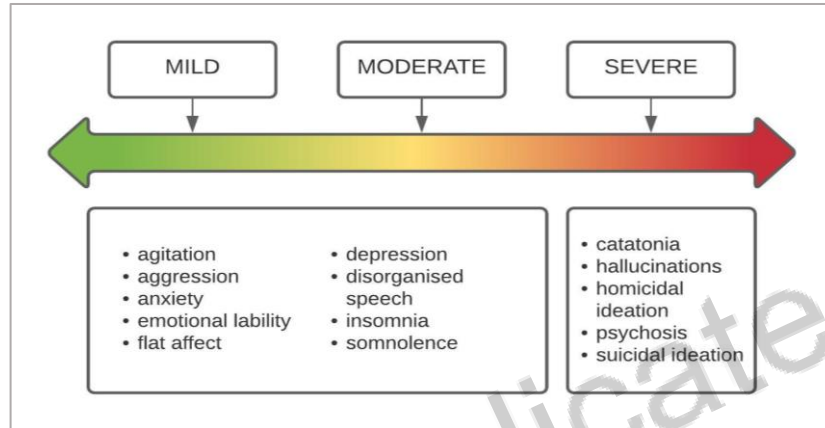 MILD
MODERATE
SEVERE
• agitation
• aggression
• anxiety
• emotional lability
• flat affect
• depression
• disorganised
speech
• insomnia
• somnolence
• catatonia
• hallucinations
• homicidal
ideation
• psychosis
• suicidal ideation